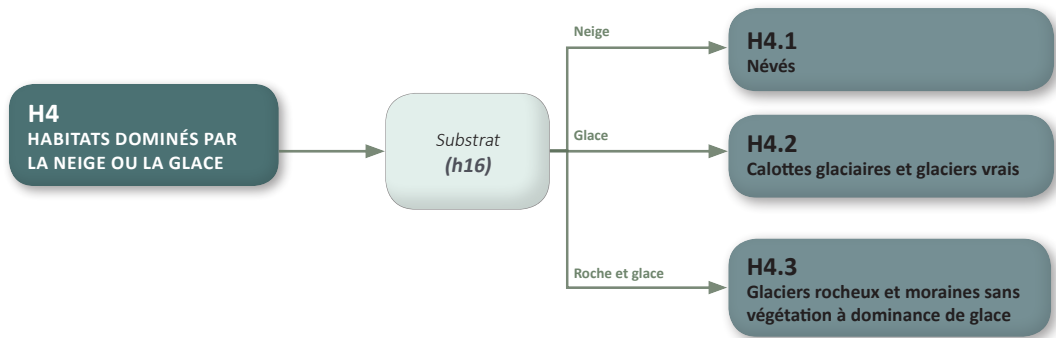 H4
HABITATS DOMINÉS PAR
LA NEIGE OU LA GLACE
Substrat
(h16)
Neige
H4.1
Névés
Glace
H4.2
Calottes glaciaires et glaciers vrais
Roche et glace
H4.3
Glaciers rocheux et moraines sans
végétation à dominance de glace